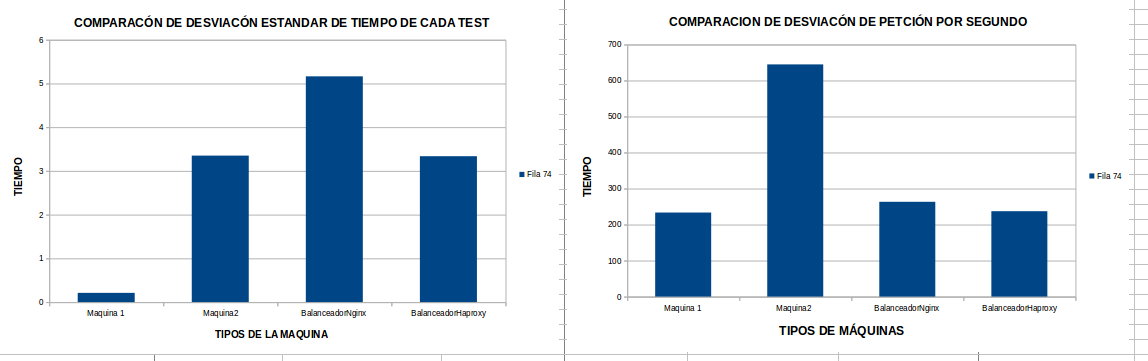 COMPARACÓN DE DESVIACÓN ESTANDAR DE TIEMPO DE CADA TEST
6
5
4
3
2
1
0
TIEMPO
Maquina 1
Maquina2
BalanceadorNginx
BalanceadorHaproxy
TIPOS DE LA MAQUINA
Fila 74
COMPARACION DE DESVIACÓN DE PETCIÓN POR SEGUNDO
700
600
500
400
300
200
100
0
TIEMPO
Maquina 1
Maquina2
BalanceadorNginx
BalanceadorHaproxy
TIPOS DE MÁQUINAS
Fila 74